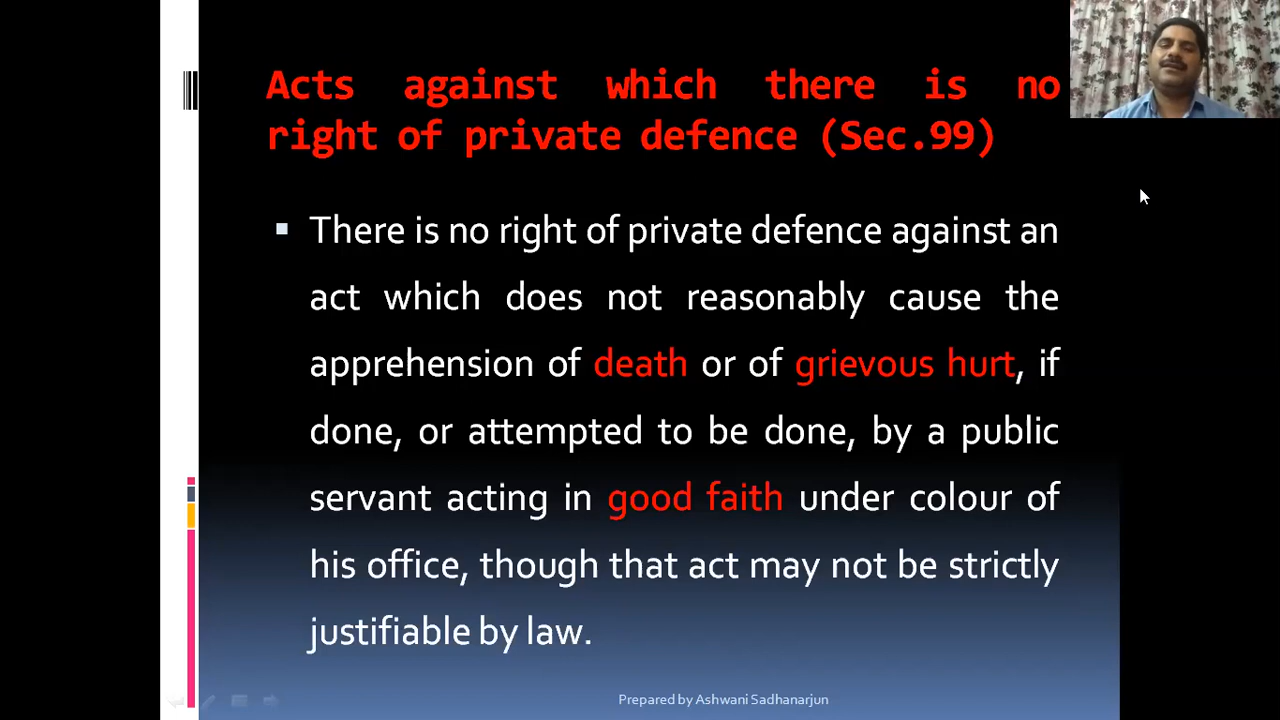 Acts against which there is no
right of private defence (Sec.99)
There is no right of private defence against an
act which does not reasonably cause the
apprehension of death or of grievous hurt, if
done, or attempted to be done, by a public
servant acting in good faith under colour of
his office, though that act may not be strictly
justifiable by law.
Prepared by Ashwani Sadhanarjun